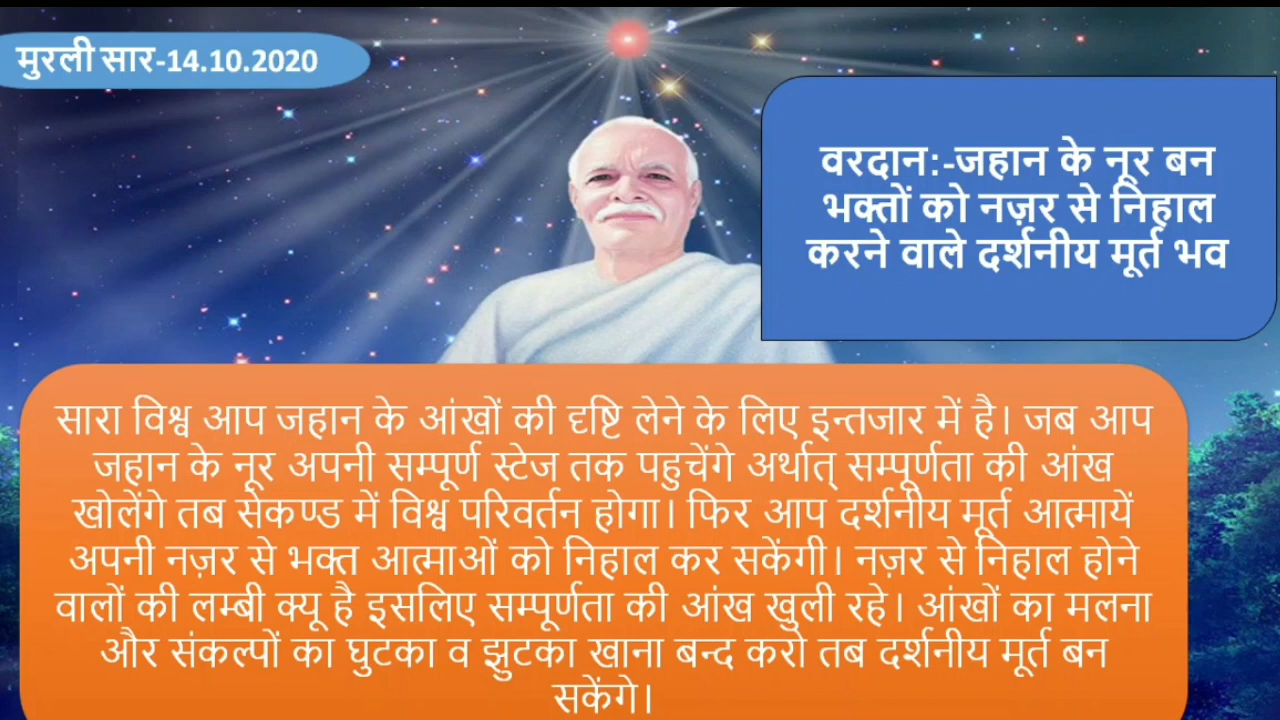 मुरली सार-14.10.2020
वरदान:-जहान के नूर बन
भक्तों को नज़र से निहाल
करने वाले दर्शनीय मूर्त भव
सारा विश्व आप जहान के आंखों की दृष्टि लेने के लिए इन्तजार में है। जब आप
जहान के नूर अपनी सम्पूर्ण स्टेज तक पहुचेंगे अर्थात् सम्पूर्णता की आंख
खोलेंगे तब सेकण्ड में विश्व परिवर्तन होगा। फिर आप दर्शनीय मूर्त आत्मायें
अपनी नज़र से भक्त आत्माओं को निहाल कर सकेंगी। नज़र से निहाल होने
वालों की लम्बी क्यू है इसलिए सम्पूर्णता की आंख खुली रहे। आंखों का मलना
और संकल्पों का घुटका व झुटका खाना बन्द करो तब दर्शनीय मूर्त बन
सकेंगे।